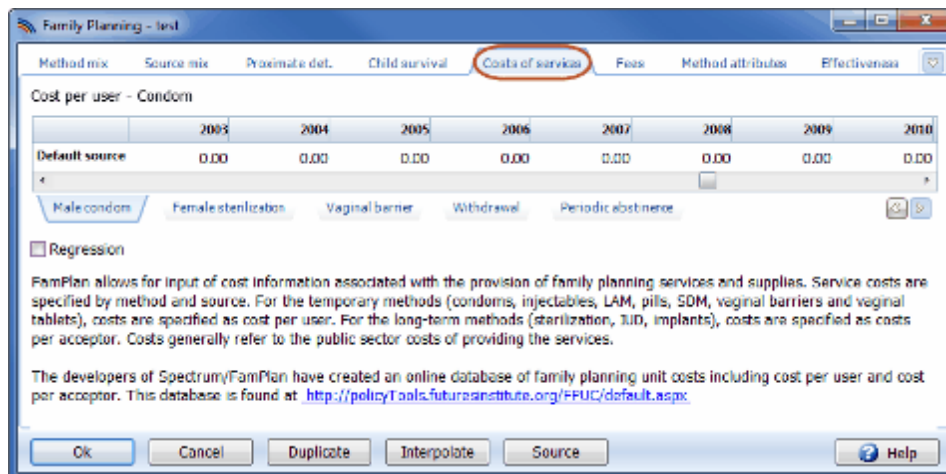 Family Planning - test
Method mix Source mix Proximate det. Child survival Costs of services Fees Method attributes Effectiveness
Cost per user - Condom
2003 2004 2005 2006 2007 2008 2009 2010
Default source 0.00 0.00 0.00 0.00 0.00 0.00 0.00 0.00
Male condom Female sterilization Vaginal barrier Withdrawal Periodic abstinence
Regression
FamPlan allows for input of cost information associated with the provision of family planning services and supplies. Service costs are
specified by method and source. For the temporary methods (condoms, injectables, LAM, pills, SDM, vaginal barriers and vaginal
tablets), costs are specified as cost per user. For the long-term methods (sterilization, IUD, implants), costs are specified as costs
per acceptor. Costs generally refer to the public sector costs of providing the services.
The developers of Spectrum/FamPlan have created an online database of family planning unit costs including cost per user and cost
per acceptor. This database is found at http://policyTools.futuresinstitute.org/FPUC/default.aspx
Ok Cancel Duplicate Interpolate Source Help